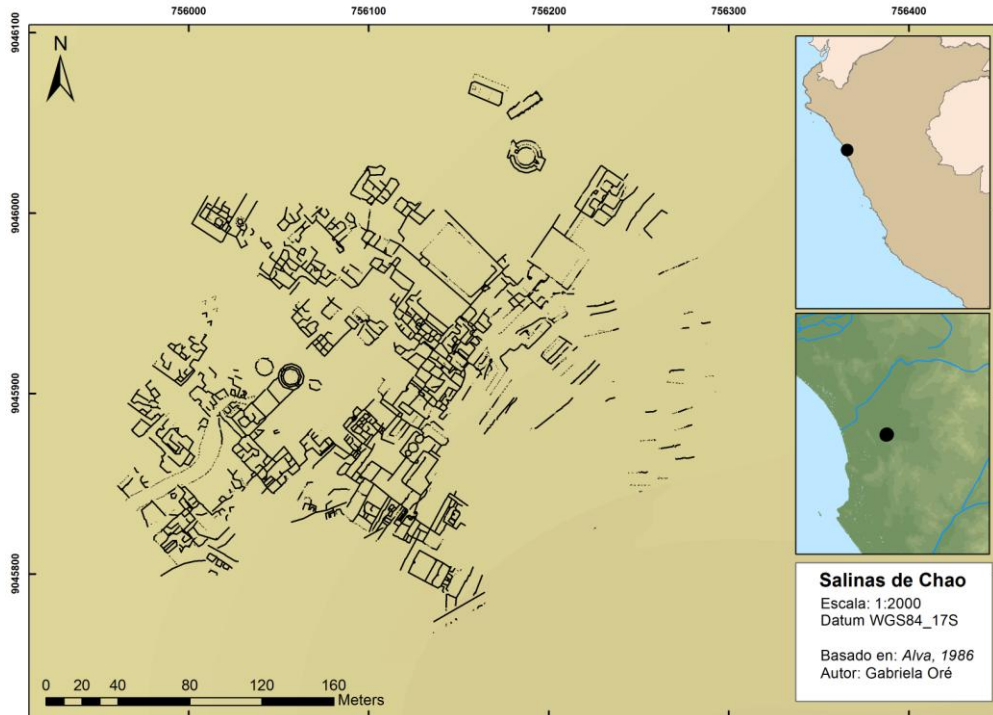 756000 756100 756200 756300 756400
9046100
9046000
9045900
9045800
N
0 20 40 80 120 160
Meters
Salinas de Chao
Escala: 1:2000
Datum WGS84_17S
Basado en: Alva, 1986
Autor: Gabriela Oré